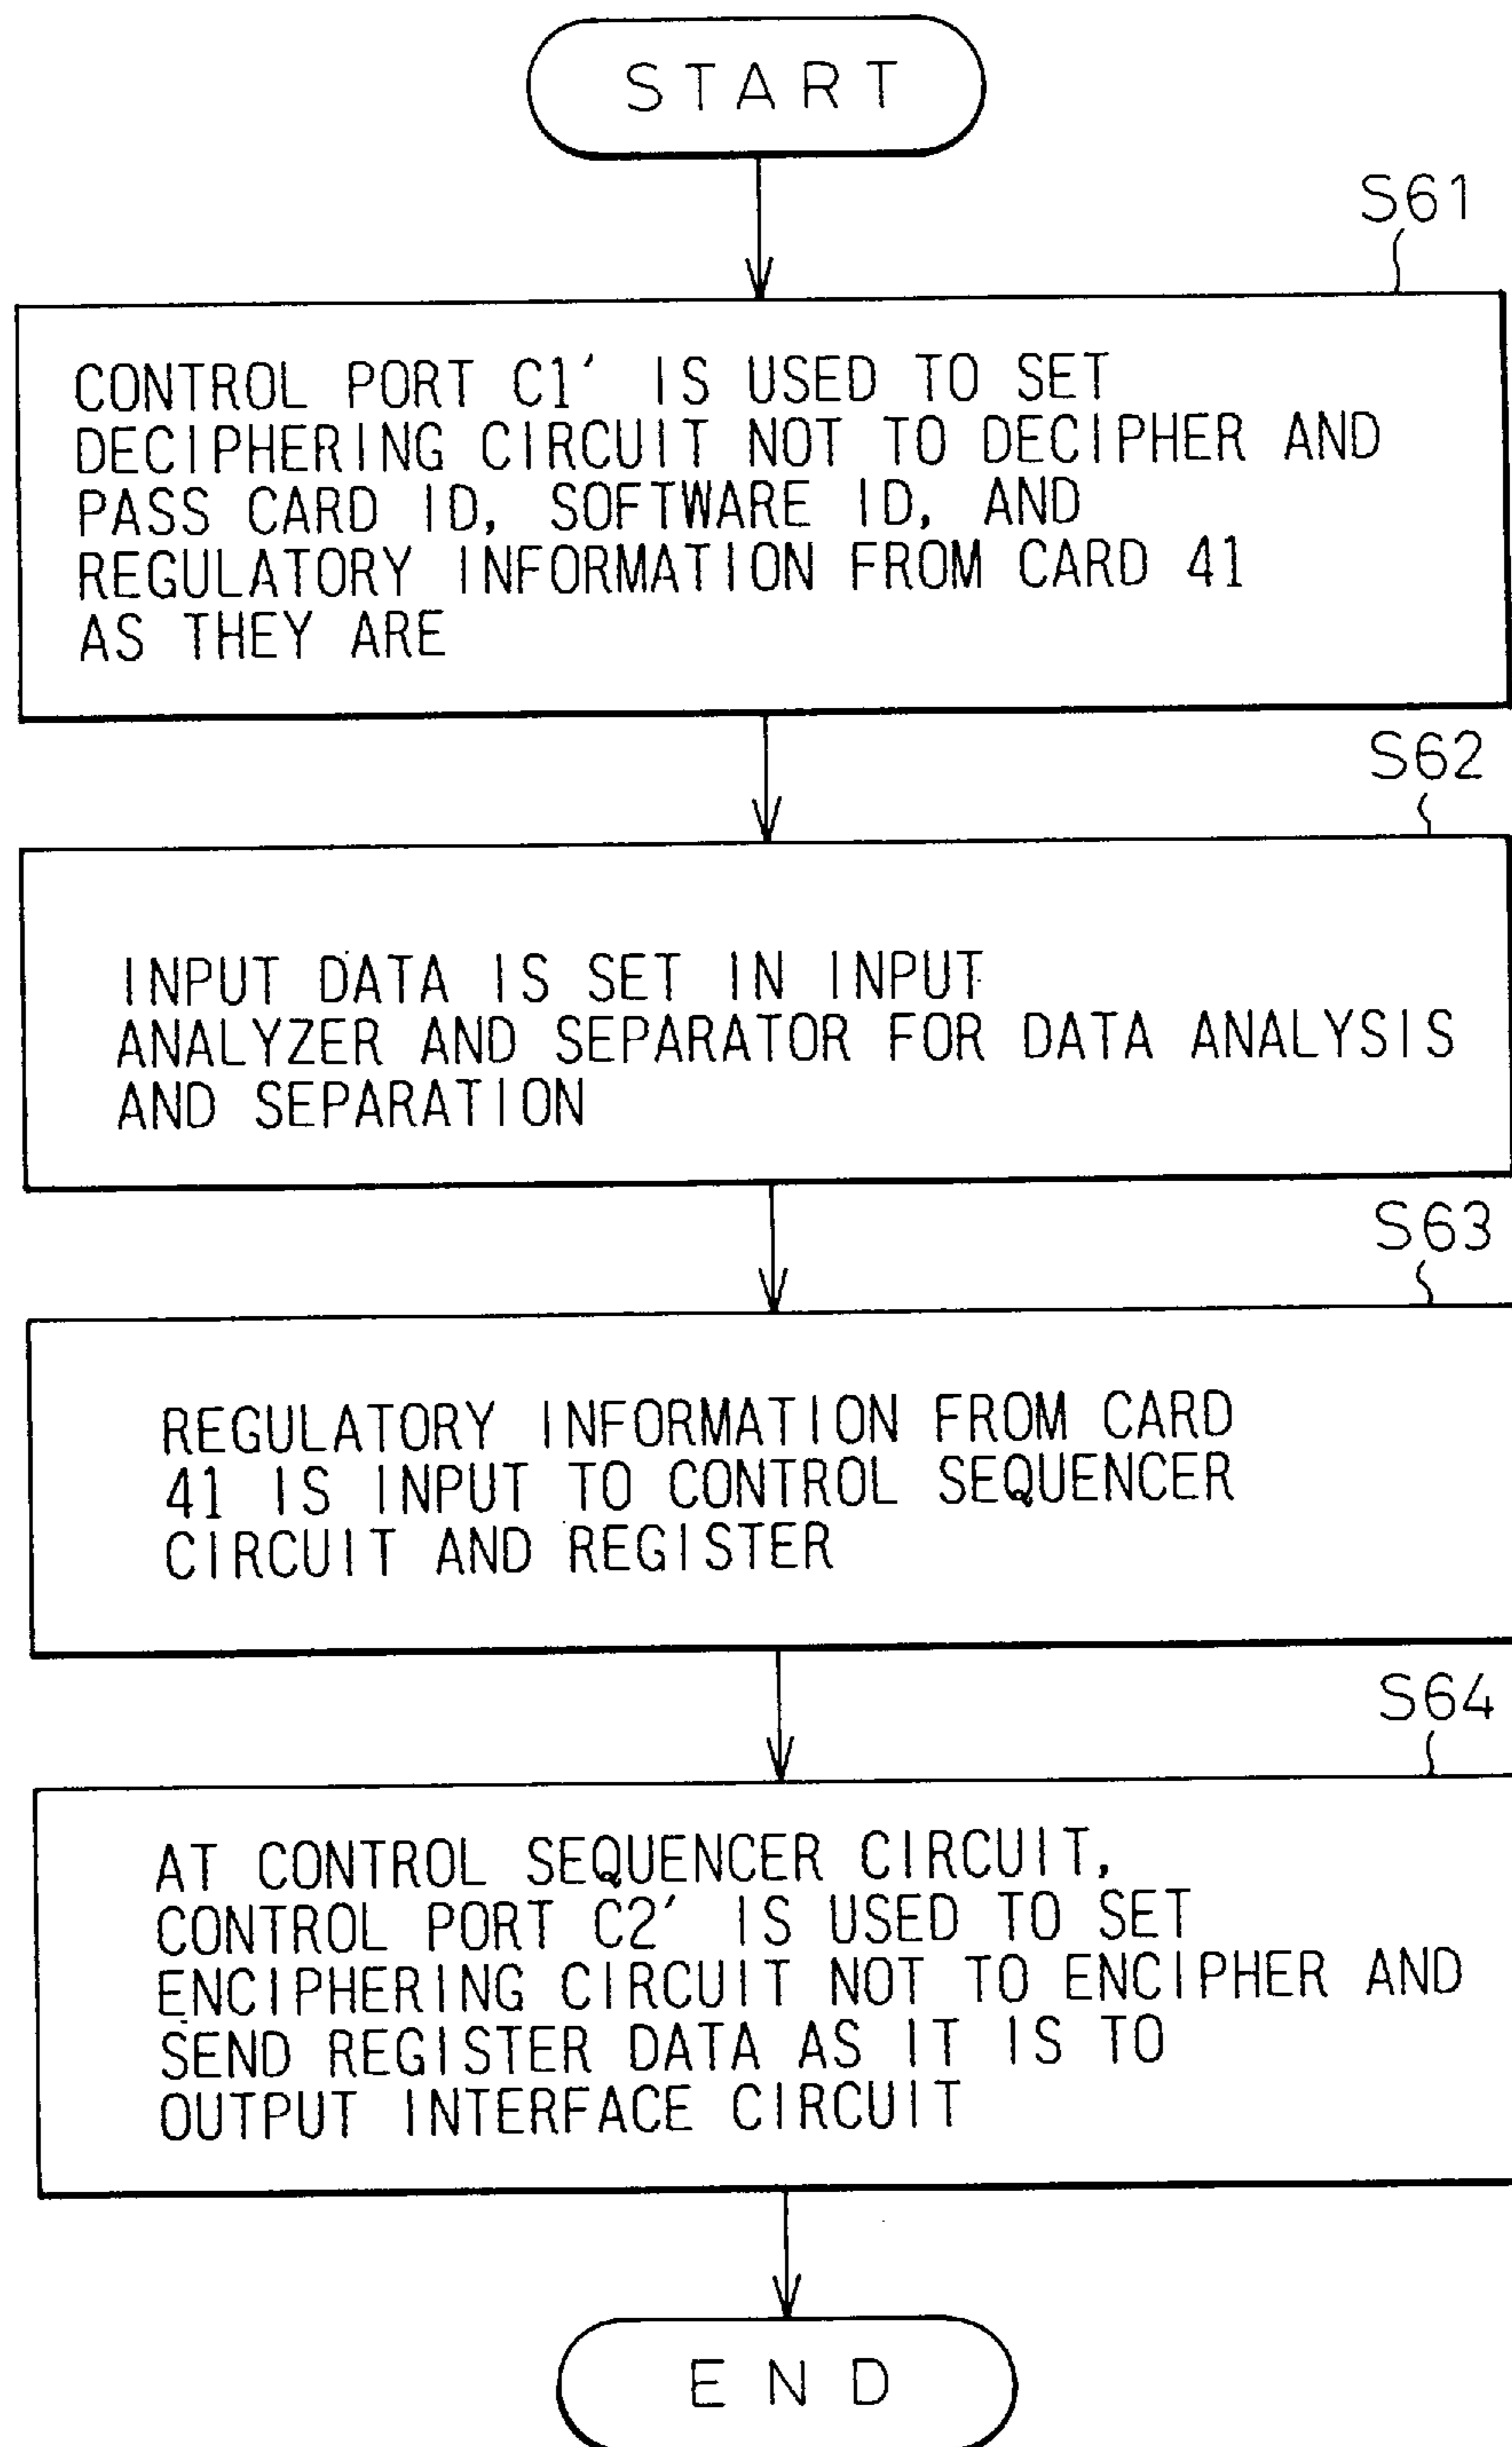 START
S61
CONTROL PORT C1′ IS USED TO SET
DECIPHERING CIRCUIT NOT TO DECIPHER AND
PASS CARD ID, SOFTWARE ID, AND
REGULATORY INFORMATION FROM CARD 41
AS THEY ARE
S62
INPUT DATA IS SET IN INPUT
ANALYZER AND SEPARATOR FOR DATA ANALYSIS
AND SEPARATION
S63
REGULATORY INFORMATION FROM CARD
41 IS INPUT TO CONTROL SEQUENCER
CIRCUIT AND REGISTER
S64
AT CONTROL SEQUENCER CIRCUIT,
CONTROL PORT C2′ IS USED TO SET
ENCIPHERING CIRCUIT NOT TO ENCIPHER AND
SEND REGISTER DATA AS IT IS TO
OUTPUT INTERFACE CIRCUIT
END